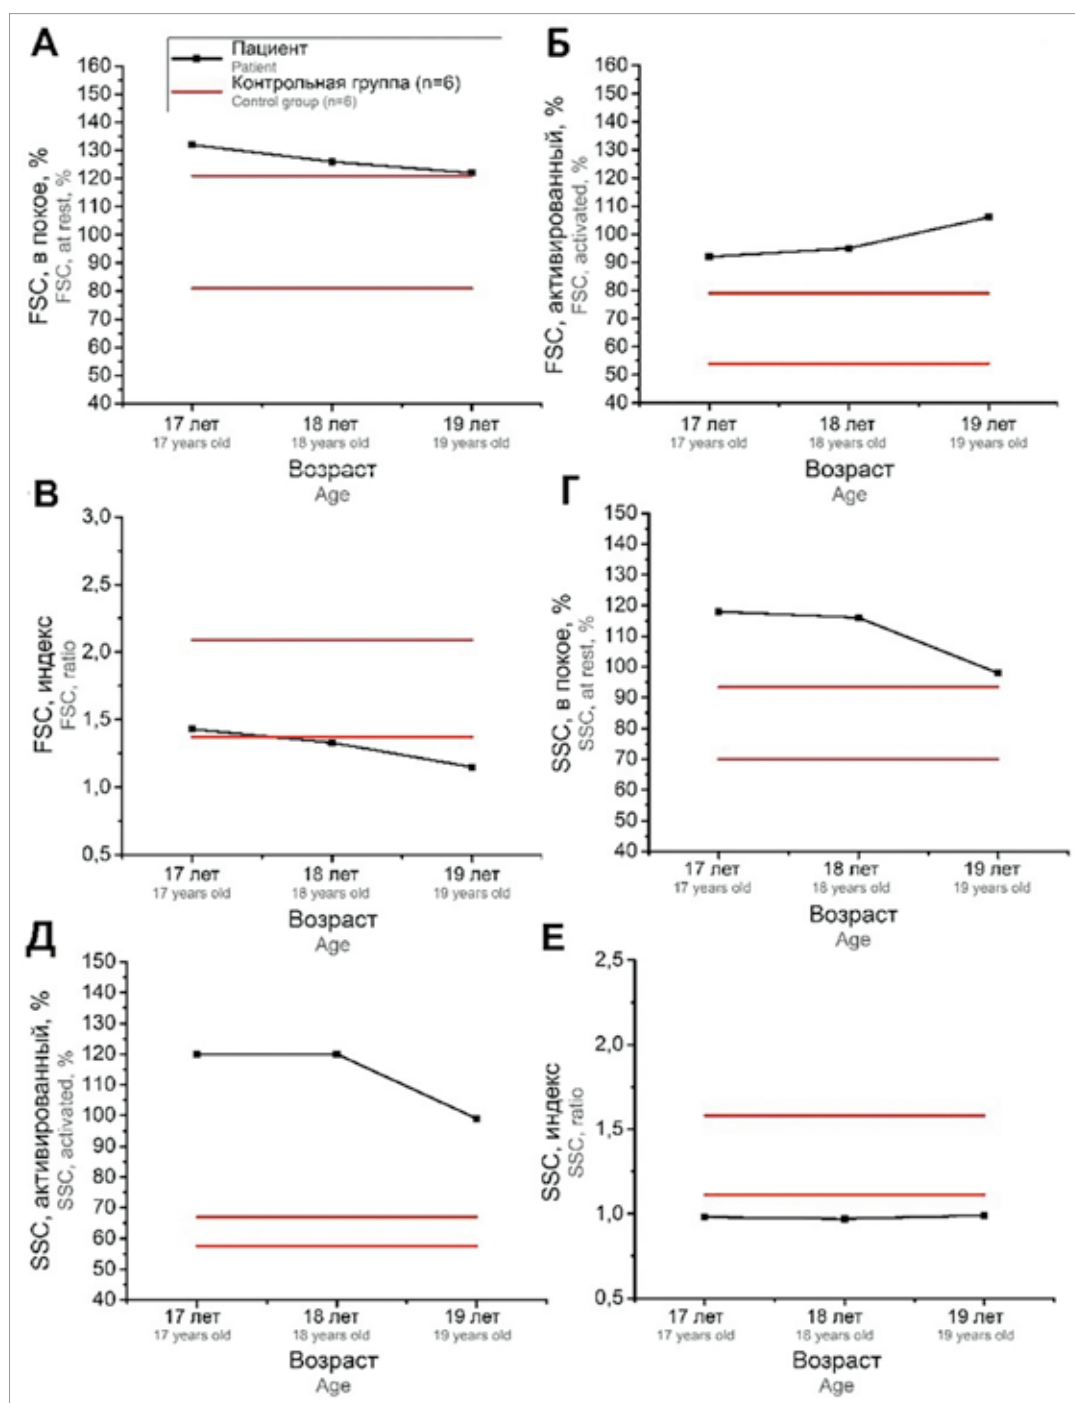 А
Пациент
Patient
Контрольная группа (n=6)
Control group (n=6)
FSC, в покое, %
FSC, at rest, %
160
150
140
130
120
110
100
90
80
70
60
50
40
17 лет
18 лет
19 лет
17 years old
18 years old
19 years old
Возраст
Age
Б
FSC, активированный, %
FSC, activated, %
160
150
140
130
120
110
100
90
80
70
60
50
40
17 лет
18 лет
19 лет
17 years old
18 years old
19 years old
Возраст
Age
В
FSC, индекс
FSC, ratio
3,0
2,5
2,0
1,5
1,0
0,5
17 лет
18 лет
19 лет
17 years old
18 years old
19 years old
Возраст
Age
Г
SSC, в покое, %
SSC, at rest, %
150
140
130
120
110
100
90
80
70
60
50
40
17 лет
18 лет
19 лет
17 years old
18 years old
19 years old
Возраст
Age
Д
SSC, активированный, %
SSC, activated, %
150
140
130
120
110
100
90
80
70
60
50
40
17 лет
18 лет
19 лет
17 years old
18 years old
19 years old
Возраст
Age
Е
SSC, индекс
SSC, ratio
2,5
2,0
1,5
1,0
0,5
17 лет
18 лет
19 лет
17 years old
18 years old
19 years old
Возраст
Age